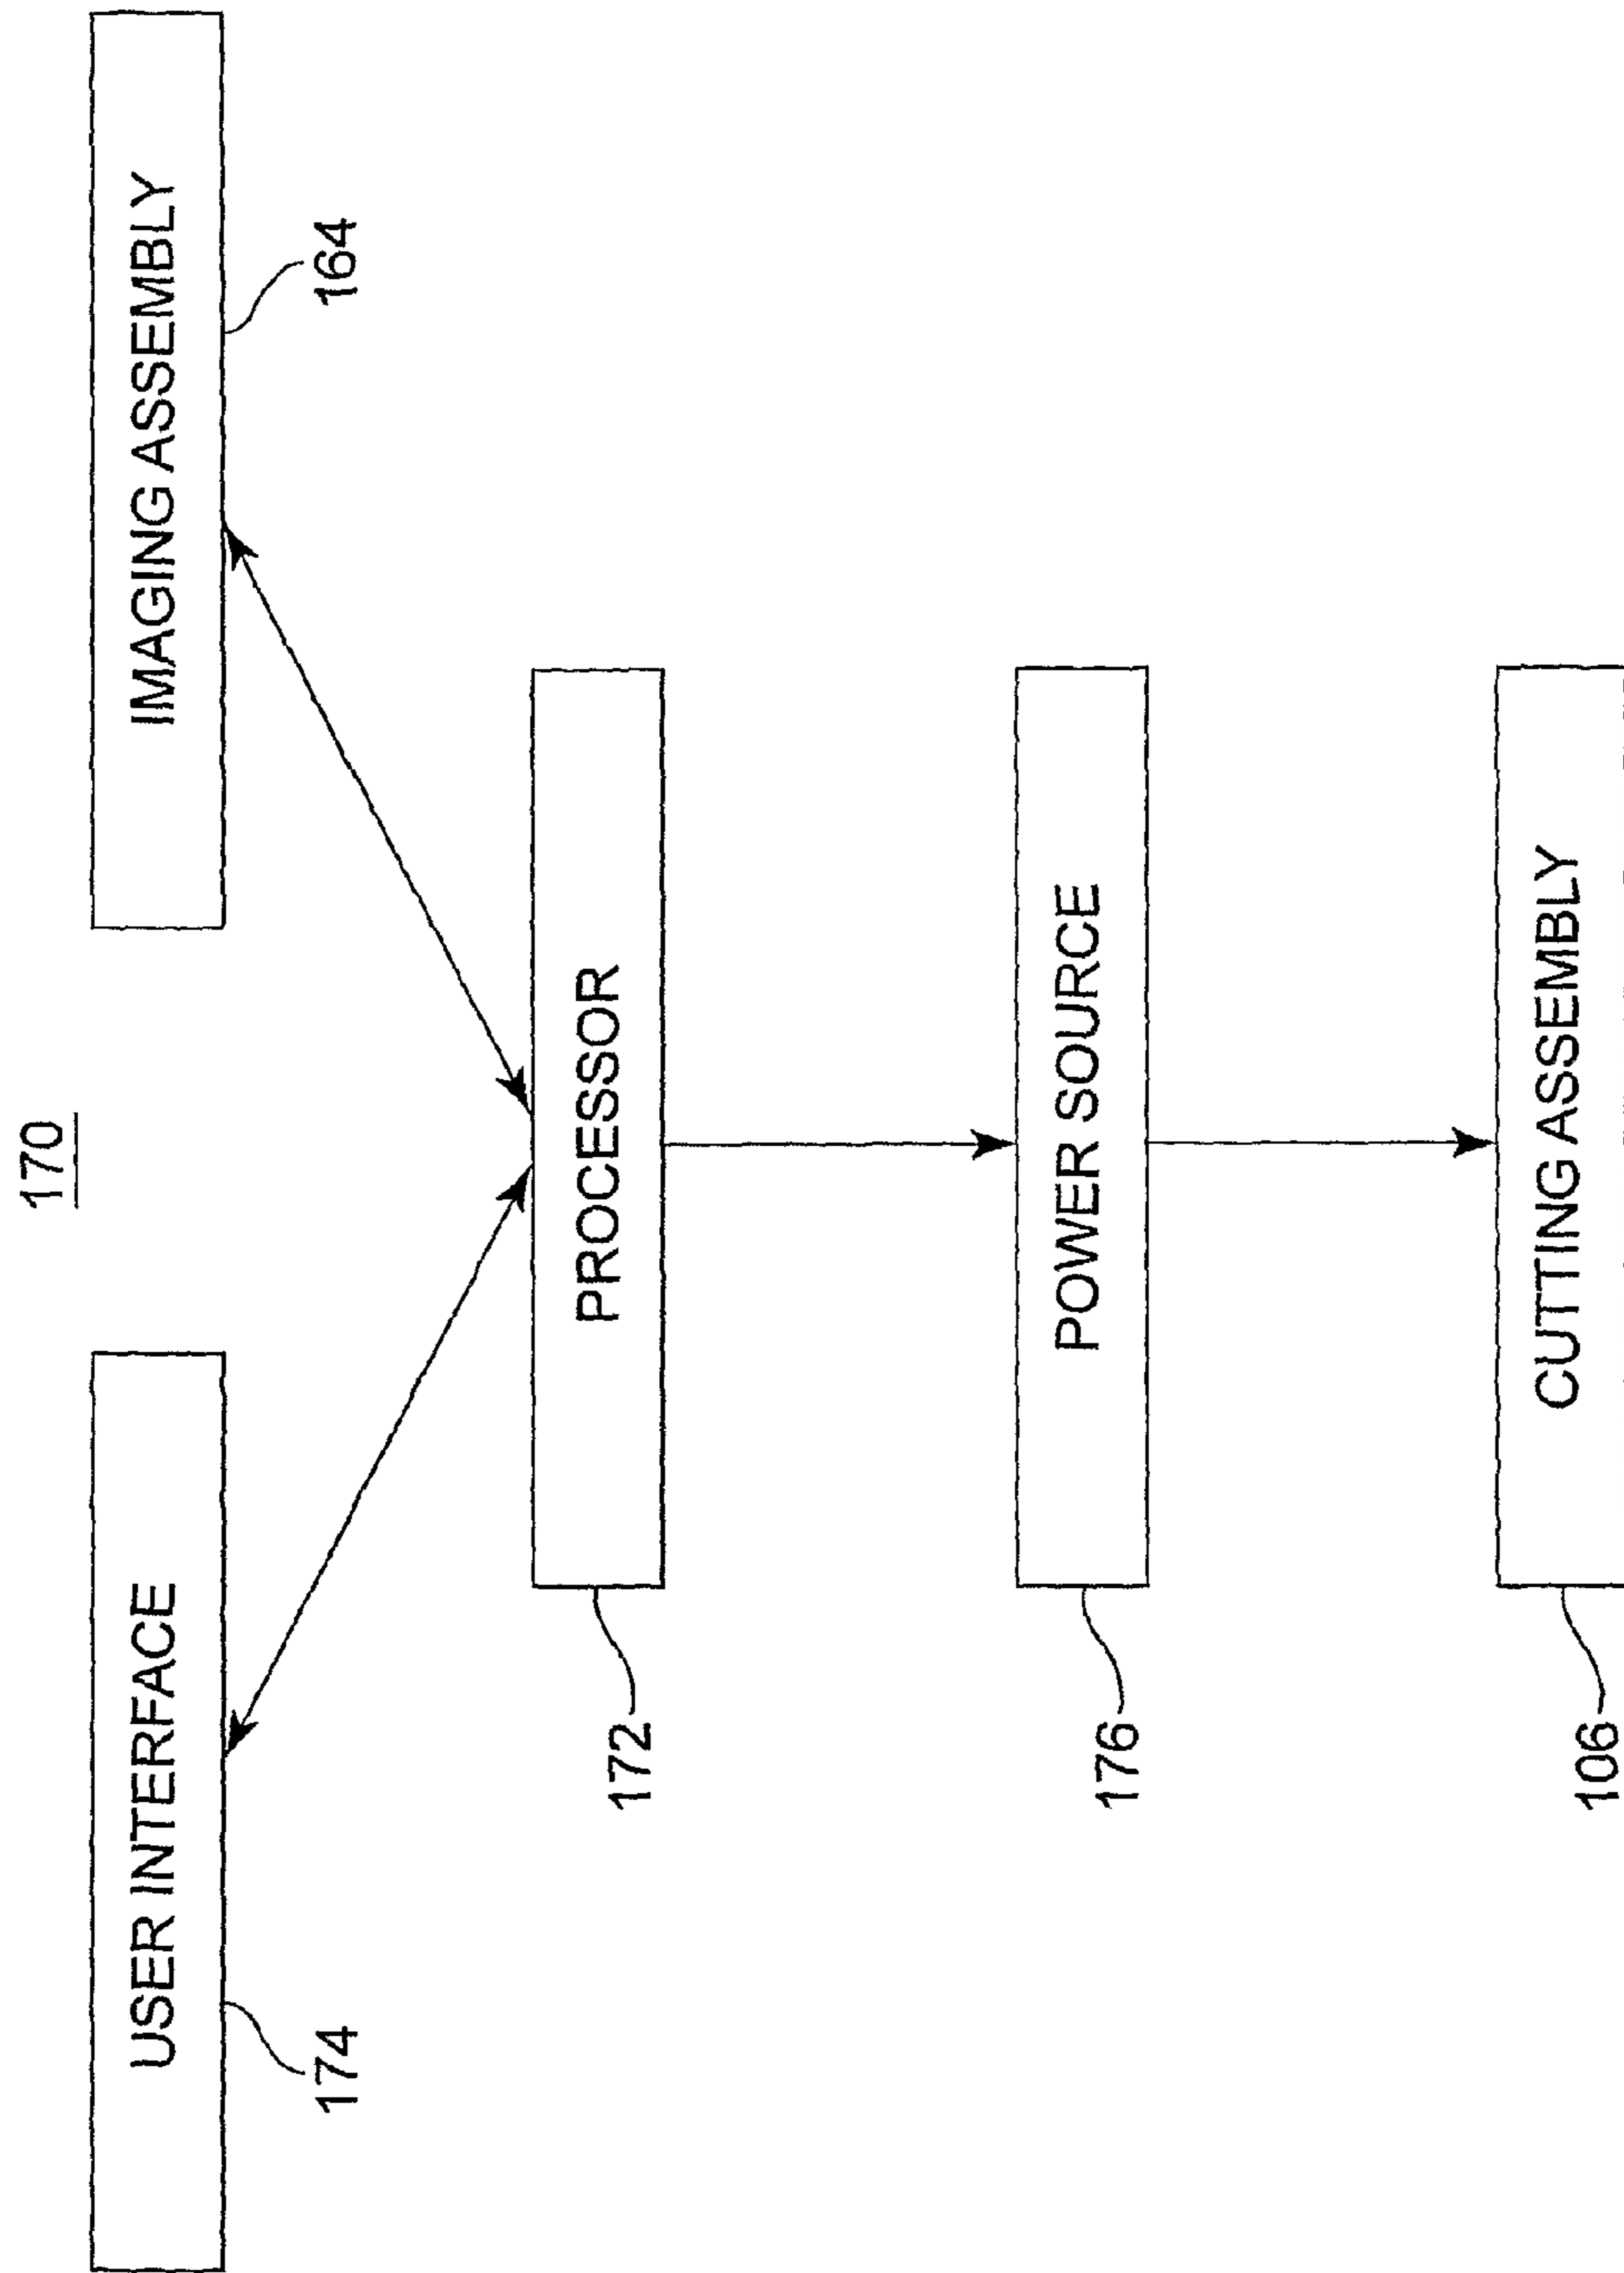 170
USER INTERFACE
IMAGING ASSEMBLY
174
164
PROCESSOR
172
POWER SOURCE
176
CUTTING ASSEMBLY
106